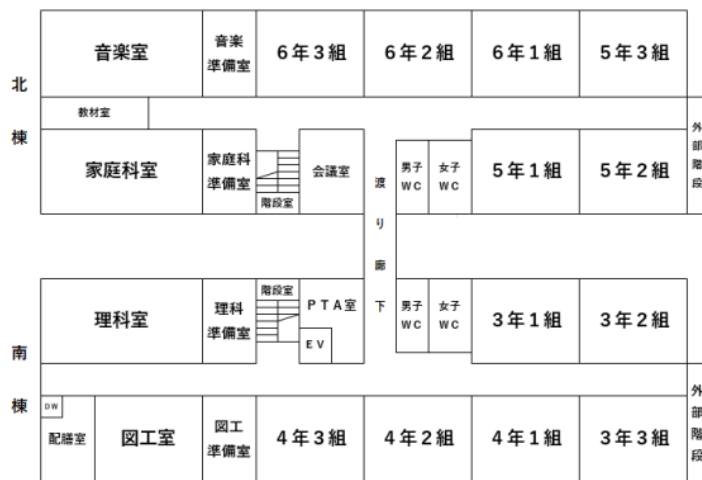 音楽室
音楽
準備室
6年3組
6年2組
6年1組
5年3組
北
棟
教材室
外部階段
家庭科室
家庭科
準備室
階段室
会議室
渡り廊下
男子
WC
女子
WC
5年1組
5年2組
理科室
理科
準備室
階段室
PTA室
EV
男子
WC
女子
WC
3年1組
3年2組
南
棟
DW
配膳室
図工室
図工
準備室
4年3組
4年2組
4年1組
3年3組
外部階段